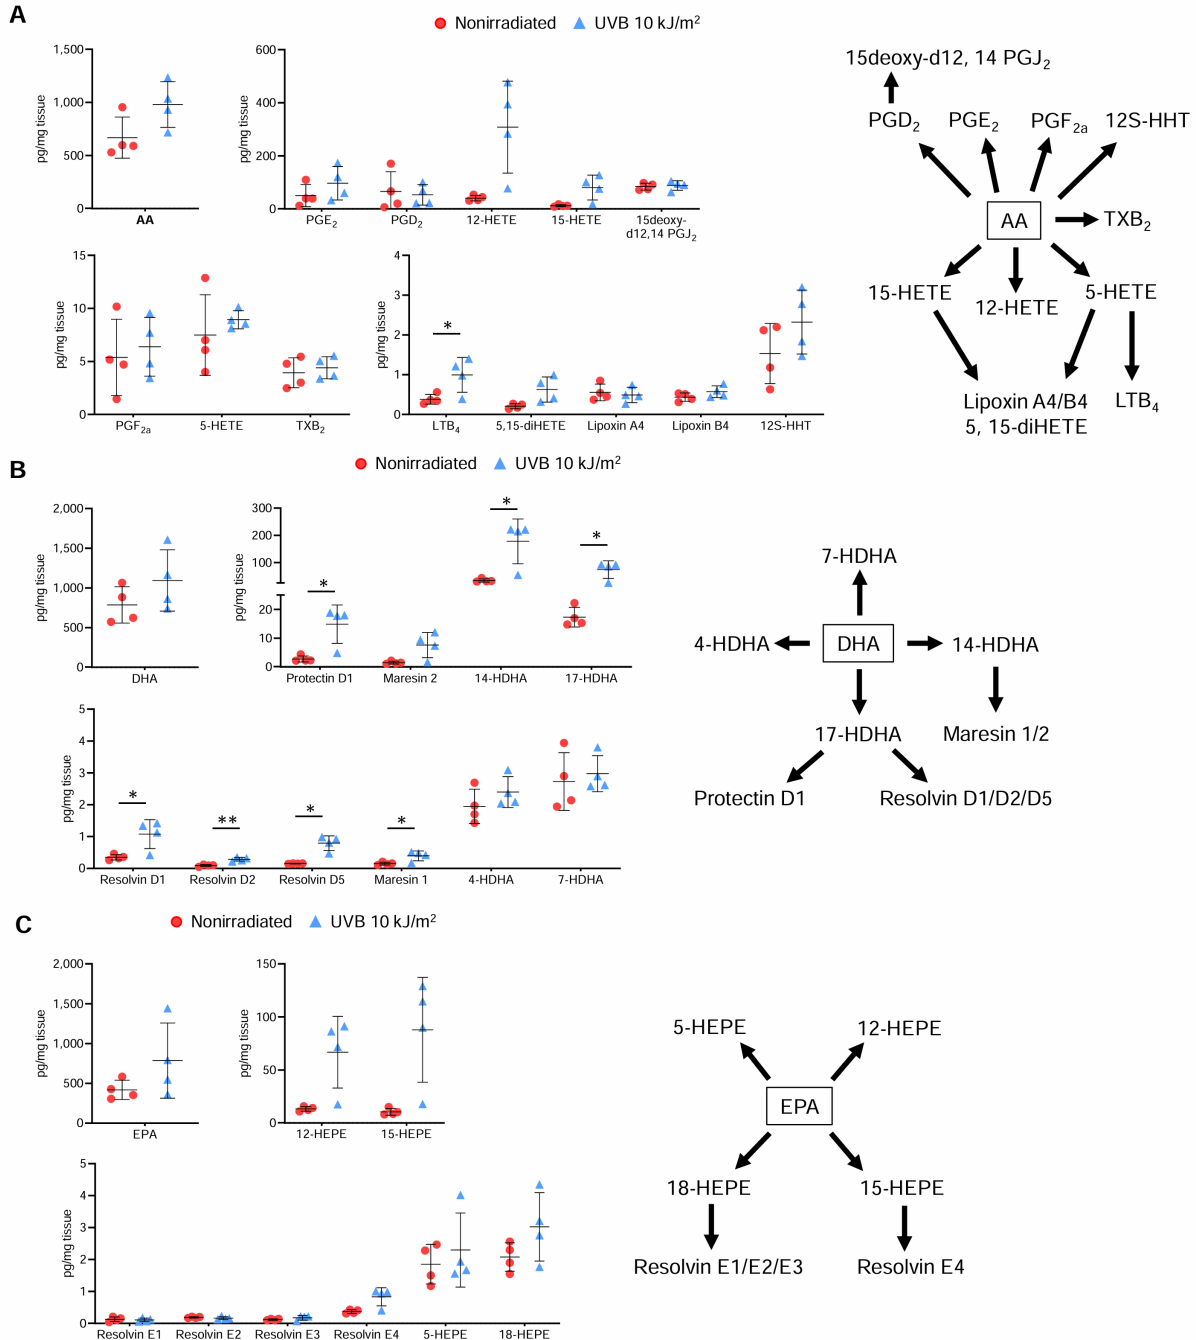 A
Nonirradiated UVB 10 kJ/m²
1,500
1,000
500
0
pg/mg tissue
AA
600
400
200
0
pg/mg tissue
PGE₂ PGD₂ 12-HETE 15-HETE 15deoxy-
d12,14 PGJ₂
15
10
5
0
pg/mg tissue
PGF₂ₐ 5-HETE TXB₂
4
3
2
1
0
pg/mg tissue
*
LTB₄ 5,15-diHETE Lipoxin A4 Lipoxin B4 12S-HHT
15deoxy-d12, 14 PGJ₂
PGD₂ PGE₂ PGF₂ₐ 12S-HHT
AA TXB₂
15-HETE 12-HETE 5-HETE
Lipoxin A4/B4 LTB₄
5, 15-diHETE
B
Nonirradiated UVB 10 kJ/m²
2,000
1,500
1,000
500
0
pg/mg tissue
DHA
300
200
100
20
10
0
pg/mg tissue
* * *
Protectin D1 Maresin 2 14-HDHA 17-HDHA
5
4
3
2
1
0
pg/mg tissue
* ** * *
Resolvin D1 Resolvin D2 Resolvin D5 Maresin 1 4-HDHA 7-HDHA
7-HDHA
4-HDHA DHA 14-HDHA
17-HDHA Maresin 1/2
Protectin D1 Resolvin D1/D2/D5
C
Nonirradiated UVB 10 kJ/m²
2,000
1,500
1,000
500
0
pg/mg tissue
EPA
150
100
50
0
pg/mg tissue
12-HEPE 15-HEPE
5
4
3
2
1
0
pg/mg tissue
Resolvin E1 Resolvin E2 Resolvin E3 Resolvin E4 5-HEPE 18-HEPE
5-HEPE 12-HEPE
EPA
18-HEPE 15-HEPE
Resolvin E1/E2/E3 Resolvin E4